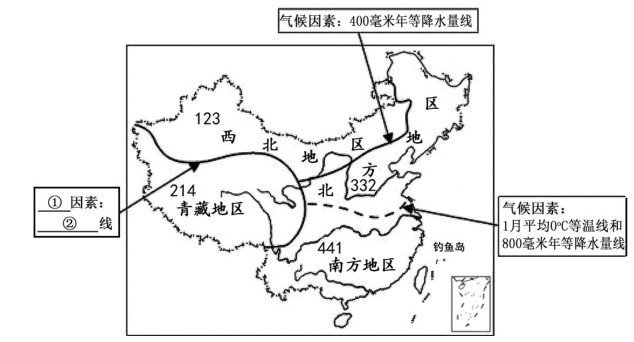 气候因素：400毫米年等降水量线
123
西
北
地
区
区
地
方
北
332
214
青藏地区
①因素：
②线
气候因素：
1月平均0℃等温线和
800毫米年等降水量线
441
南方地区
钓鱼岛